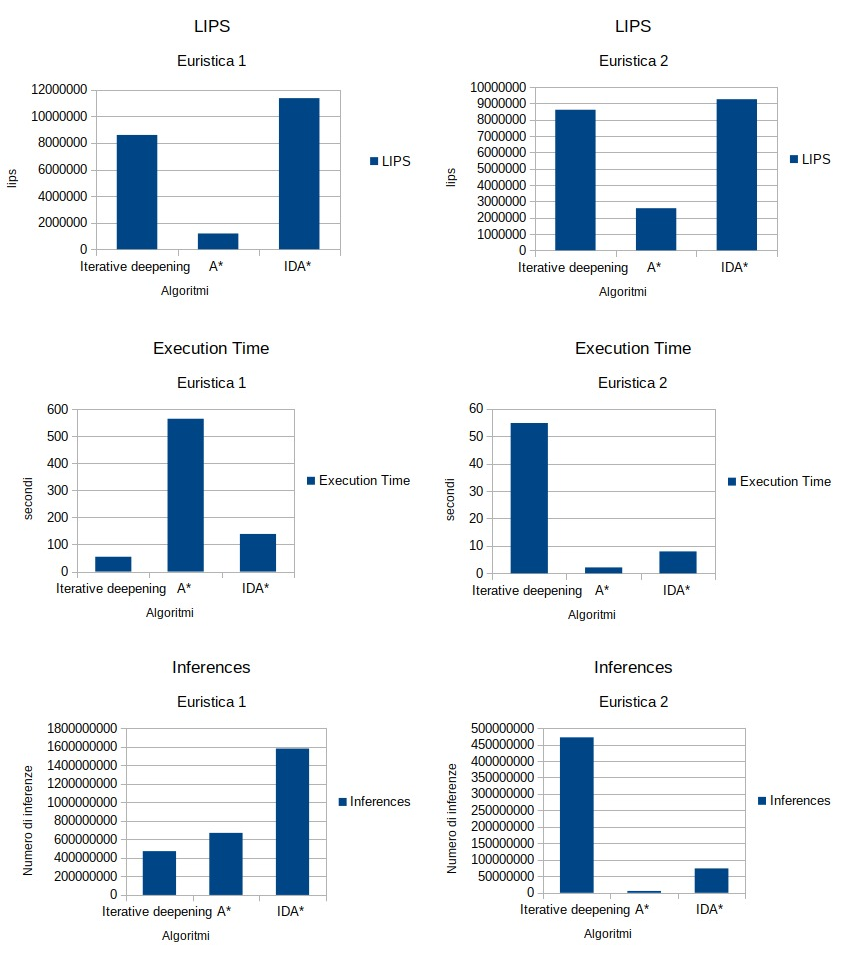 LIPS
Euristica 1
12000000
10000000
8000000
6000000
4000000
2000000
0
lips
Iterative deepening A* IDA*
Algoritmi
LIPS
LIPS
Euristica 2
10000000
9000000
8000000
7000000
6000000
5000000
4000000
3000000
2000000
1000000
0
lips
Iterative deepening A* IDA*
Algoritmi
LIPS
Execution Time
Euristica 1
600
500
400
300
200
100
0
secondi
Iterative deepening A* IDA*
Algoritmi
Execution Time
Execution Time
Euristica 2
60
50
40
30
20
10
0
secondi
Iterative deepening A* IDA*
Algoritmi
Execution Time
Inferences
Euristica 1
1800000000
1600000000
1400000000
1200000000
1000000000
800000000
600000000
400000000
200000000
0
Numero di inferenze
Iterative deepening A* IDA*
Algoritmi
Inferences
Inferences
Euristica 2
500000000
450000000
400000000
350000000
300000000
250000000
200000000
150000000
100000000
50000000
0
Numero di inferenze
Iterative deepening A* IDA*
Algoritmi
Inferences